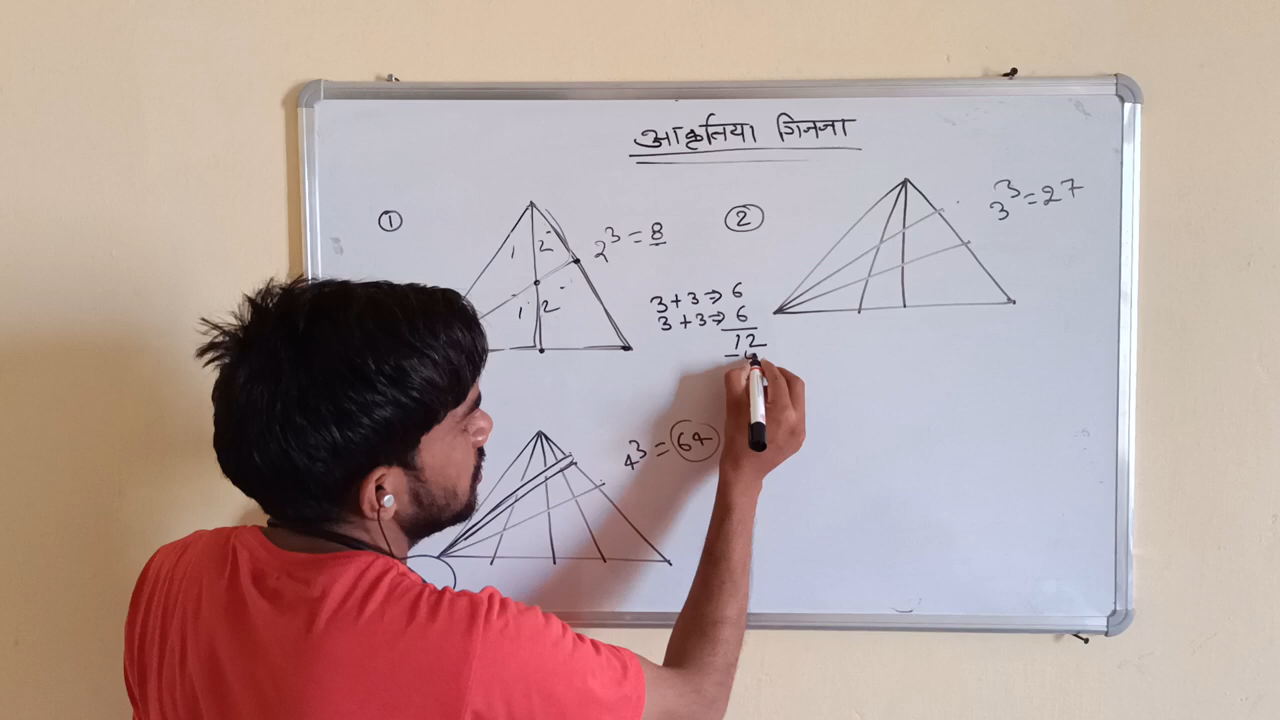 आकृतिया गिनना
①
1 2
1 2
2³ = 8
②
3³ = 27
3 + 3 ⇒ 6
3 + 3 ⇒ 6
12
4³ = 64